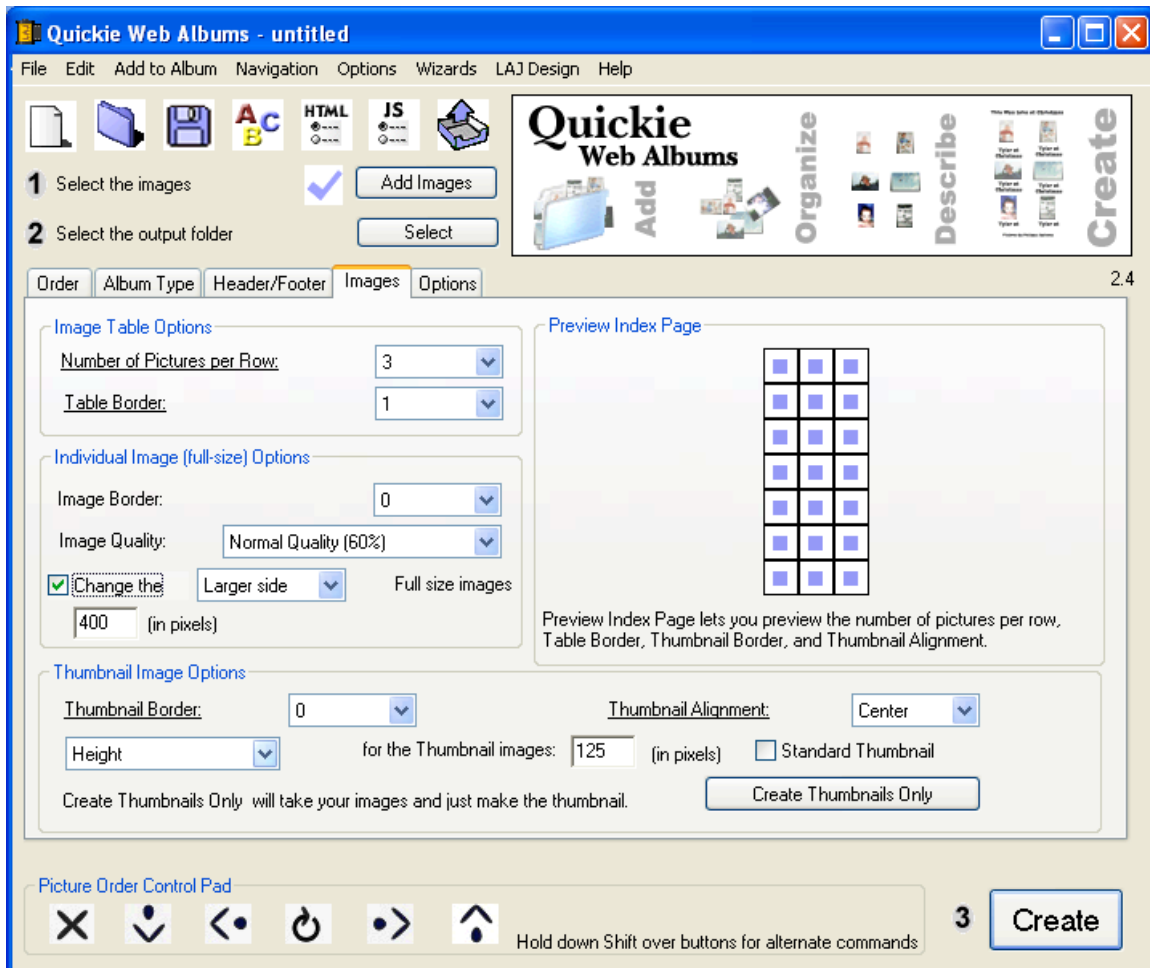 Quickie Web Albums - untitled
File Edit Add to Album Navigation Options Wizards LAJ Design Help
A B C HTML JS
Quickie
Web Albums
Add
Organize
Describe
Create
1 Select the images Add Images
2 Select the output folder Select
Order Album Type Header/Footer Images Options 2.4
Image Table Options
Number of Pictures per Row: 3
Table Border: 1
Individual Image (full-size) Options
Image Border: 0
Image Quality: Normal Quality (60%)
Change the Larger side Full size images
400 (in pixels)
Preview Index Page
Preview Index Page lets you preview the number of pictures per row,
Table Border, Thumbnail Border, and Thumbnail Alignment.
Thumbnail Image Options
Thumbnail Border: 0 Thumbnail Alignment: Center
Height for the Thumbnail images: 125 (in pixels) Standard Thumbnail
Create Thumbnails Only will take your images and just make the thumbnail. Create Thumbnails Only
Picture Order Control Pad
Hold down Shift over buttons for alternate commands
3 Create